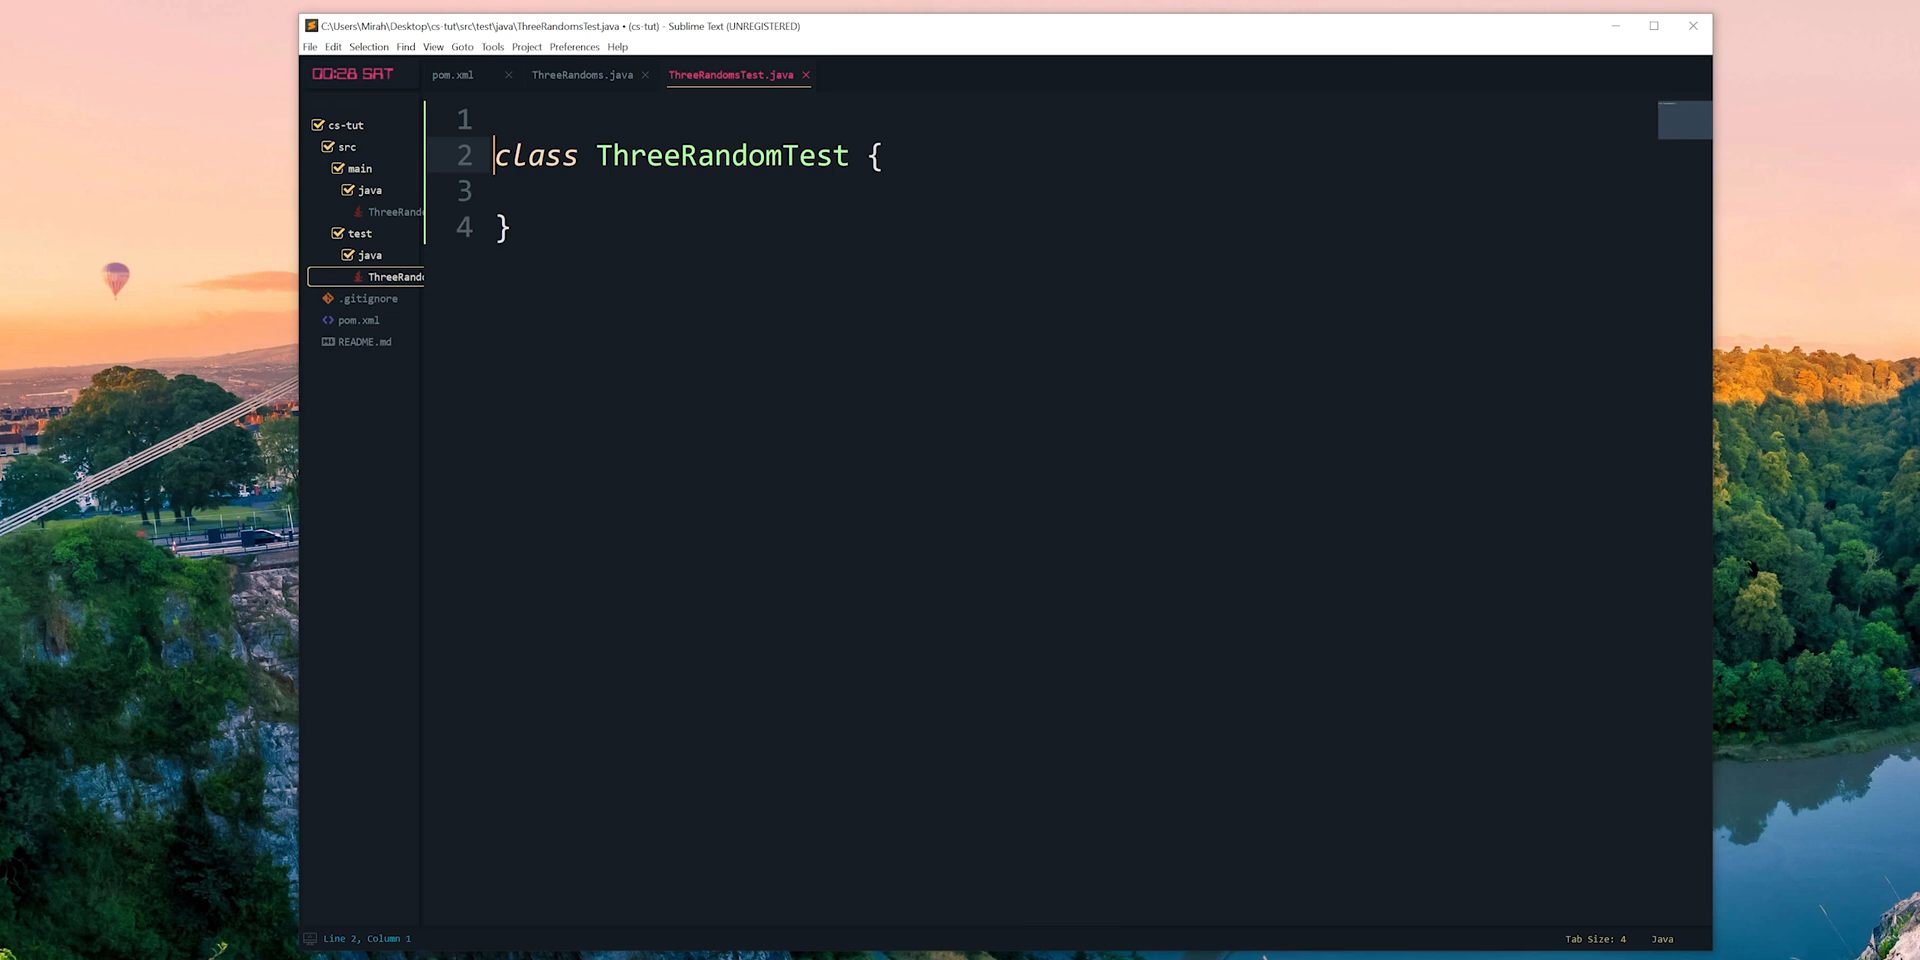 C:\Users\Mirah\Desktop\cs-tut\src\test\java\ThreeRandomsTest.java • (cs-tut) - Sublime Text (UNREGISTERED)
File Edit Selection Find View Goto Tools Project Preferences Help
00:28 SAT
pom.xml ThreeRandoms.java ThreeRandomsTest.java
cs-tut
src
main
java
ThreeRand
test
java
ThreeRand
.gitignore
pom.xml
README.md
1
2 class ThreeRandomTest {
3
4 }
Line 2, Column 1
Tab Size: 4 Java